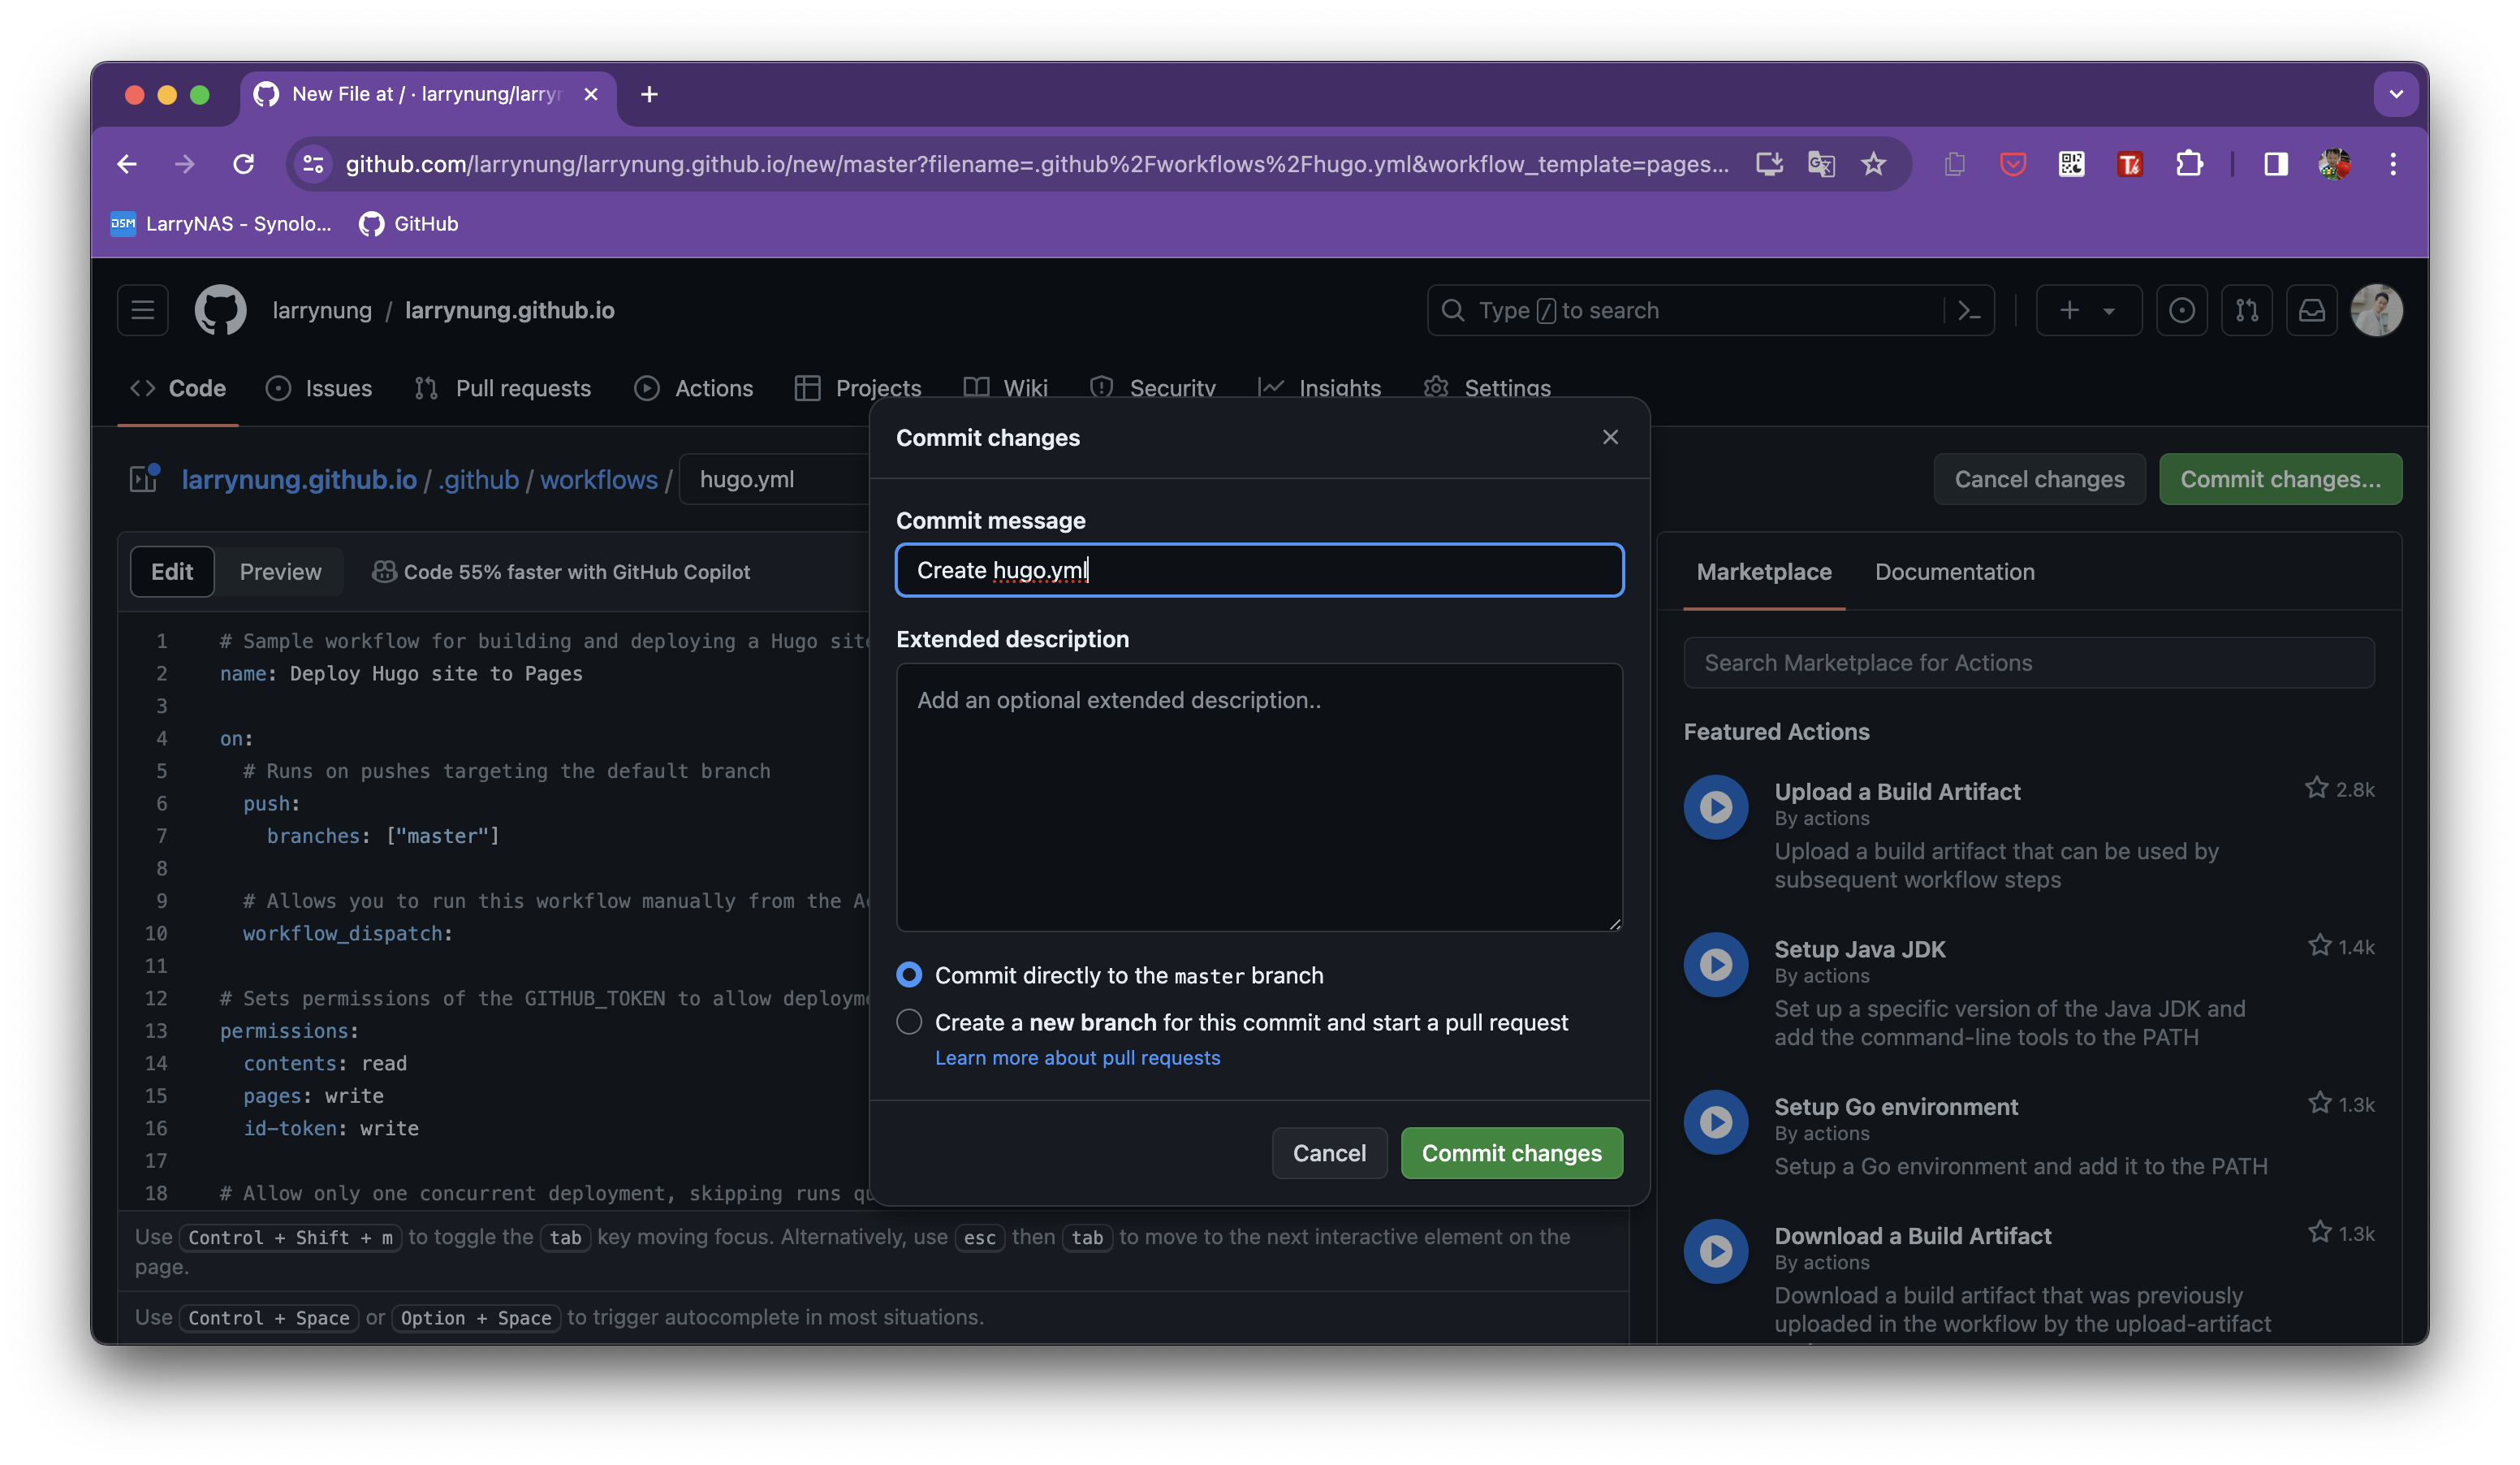 New File at / · larrynung/larryr
github.com/larrynung/larrynung.github.io/new/master?filename=.github%2Fworkflows%2Fhugo.yml&workflow_template=pages...
DSM LarryNAS - Synolo... GitHub
larrynung / larrynung.github.io
Type / to search
Code Issues Pull requests Actions Projects Wiki Security Insights Settings
larrynung.github.io / .github / workflows / hugo.yml
Cancel changes Commit changes...
Edit Preview Code 55% faster with GitHub Copilot
1 # Sample workflow for building and deploying a Hugo site
2 name: Deploy Hugo site to Pages
3
4 on:
5 # Runs on pushes targeting the default branch
6 push:
7 branches: ["master"]
8
9 # Allows you to run this workflow manually from the A
10 workflow_dispatch:
11
12 # Sets permissions of the GITHUB_TOKEN to allow deploym
13 permissions:
14 contents: read
15 pages: write
16 id-token: write
17
18 # Allow only one concurrent deployment, skipping runs qu
Use Control + Shift + m to toggle the tab key moving focus. Alternatively, use esc then tab to move to the next interactive element on the
page.
Use Control + Space or Option + Space to trigger autocomplete in most situations.
Commit changes
Commit message
Create hugo.yml
Extended description
Add an optional extended description..
Commit directly to the master branch
Create a new branch for this commit and start a pull request
Learn more about pull requests
Cancel Commit changes
Marketplace Documentation
Search Marketplace for Actions
Featured Actions
Upload a Build Artifact 2.8k
By actions
Upload a build artifact that can be used by
subsequent workflow steps
Setup Java JDK 1.4k
By actions
Set up a specific version of the Java JDK and
add the command-line tools to the PATH
Setup Go environment 1.3k
By actions
Setup a Go environment and add it to the PATH
Download a Build Artifact 1.3k
By actions
Download a build artifact that was previously
uploaded in the workflow by the upload-artifact